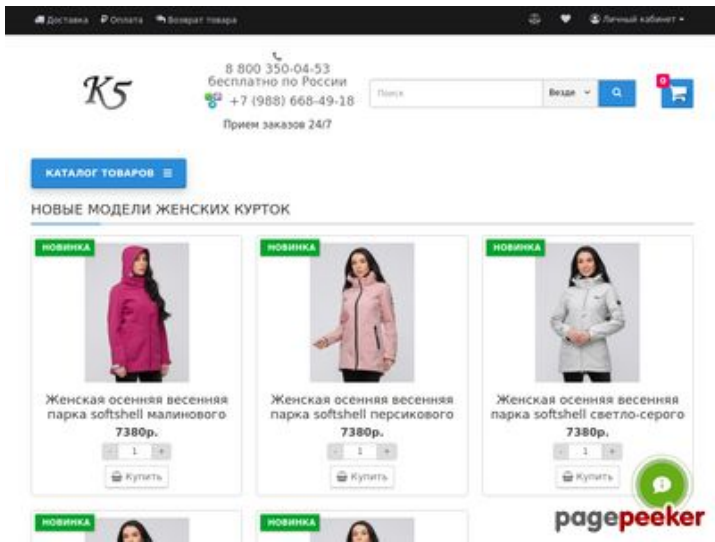 Доставка Оплата Возврат товара Личный кабинет
8 800 350-04-53
бесплатно по России
+7 (988) 668-49-18
Прием заказов 24/7
K5
Поиск
Везде
0
КАТАЛОГ ТОВАРОВ
НОВЫЕ МОДЕЛИ ЖЕНСКИХ КУРТОК
НОВИНКА НОВИНКА НОВИНКА
Женская осенняя весенняя Женская осенняя весенняя Женская осенняя весенняя
парка softshell малинового парка softshell персикового парка softshell светло-серого
7380р. 7380р. 7380р.
- 1 + - 1 + - 1 +
Купить Купить Купить
НОВИНКА НОВИНКА
pagepeeker